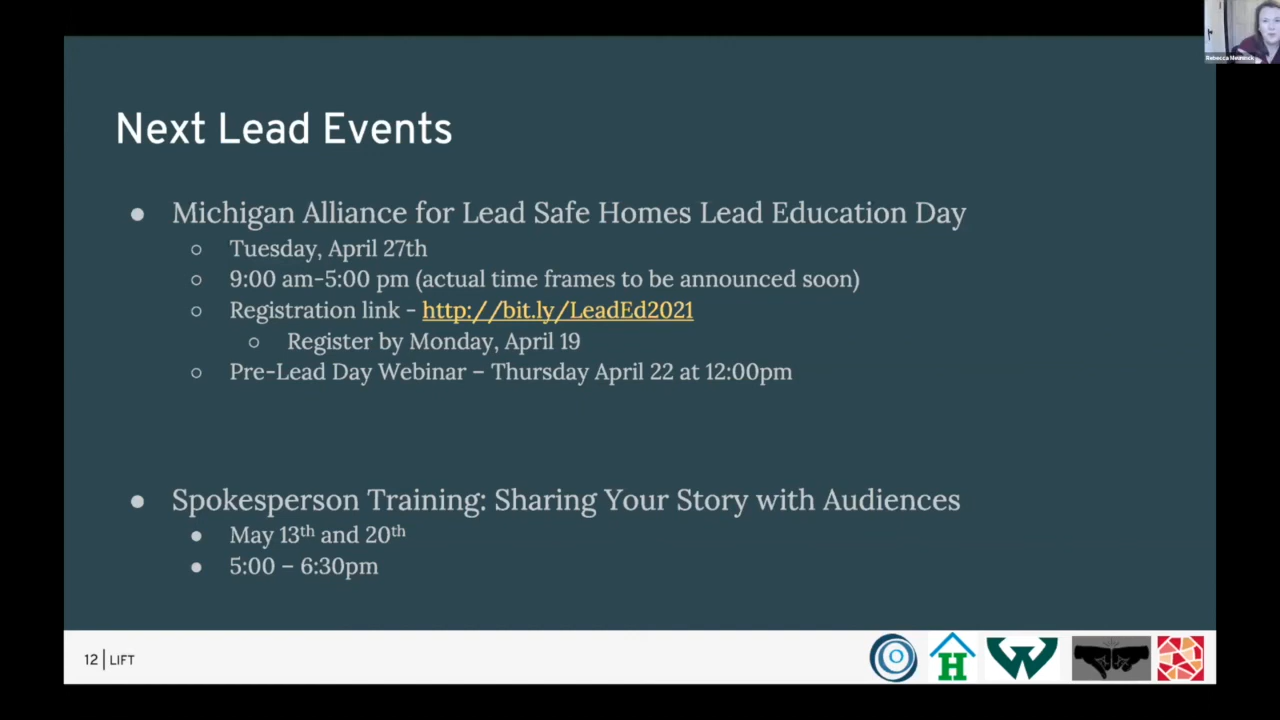 Rebecca
Next Lead Events
● Michigan Alliance for Lead Safe Homes Lead Education Day
○ Tuesday, April 27th
○ 9:00 am-5:00 pm (actual time frames to be announced soon)
○ Registration link - http://bit.ly/LeadEd2021
○ Register by Monday, April 19
○ Pre-Lead Day Webinar – Thursday April 22 at 12:00pm
● Spokesperson Training: Sharing Your Story with Audiences
● May 13th and 20th
● 5:00 – 6:30pm
12 | LIFT
H
W